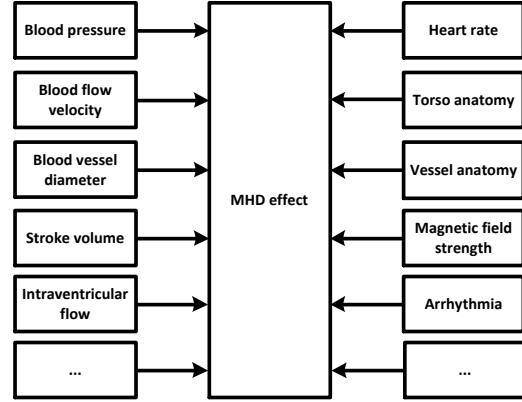 Blood pressure
Blood flow
velocity
Blood vessel
diameter
Stroke volume
Intraventricular
flow
...
MHD effect
Heart rate
Torso anatomy
Vessel anatomy
Magnetic field
strength
Arrhythmia
...